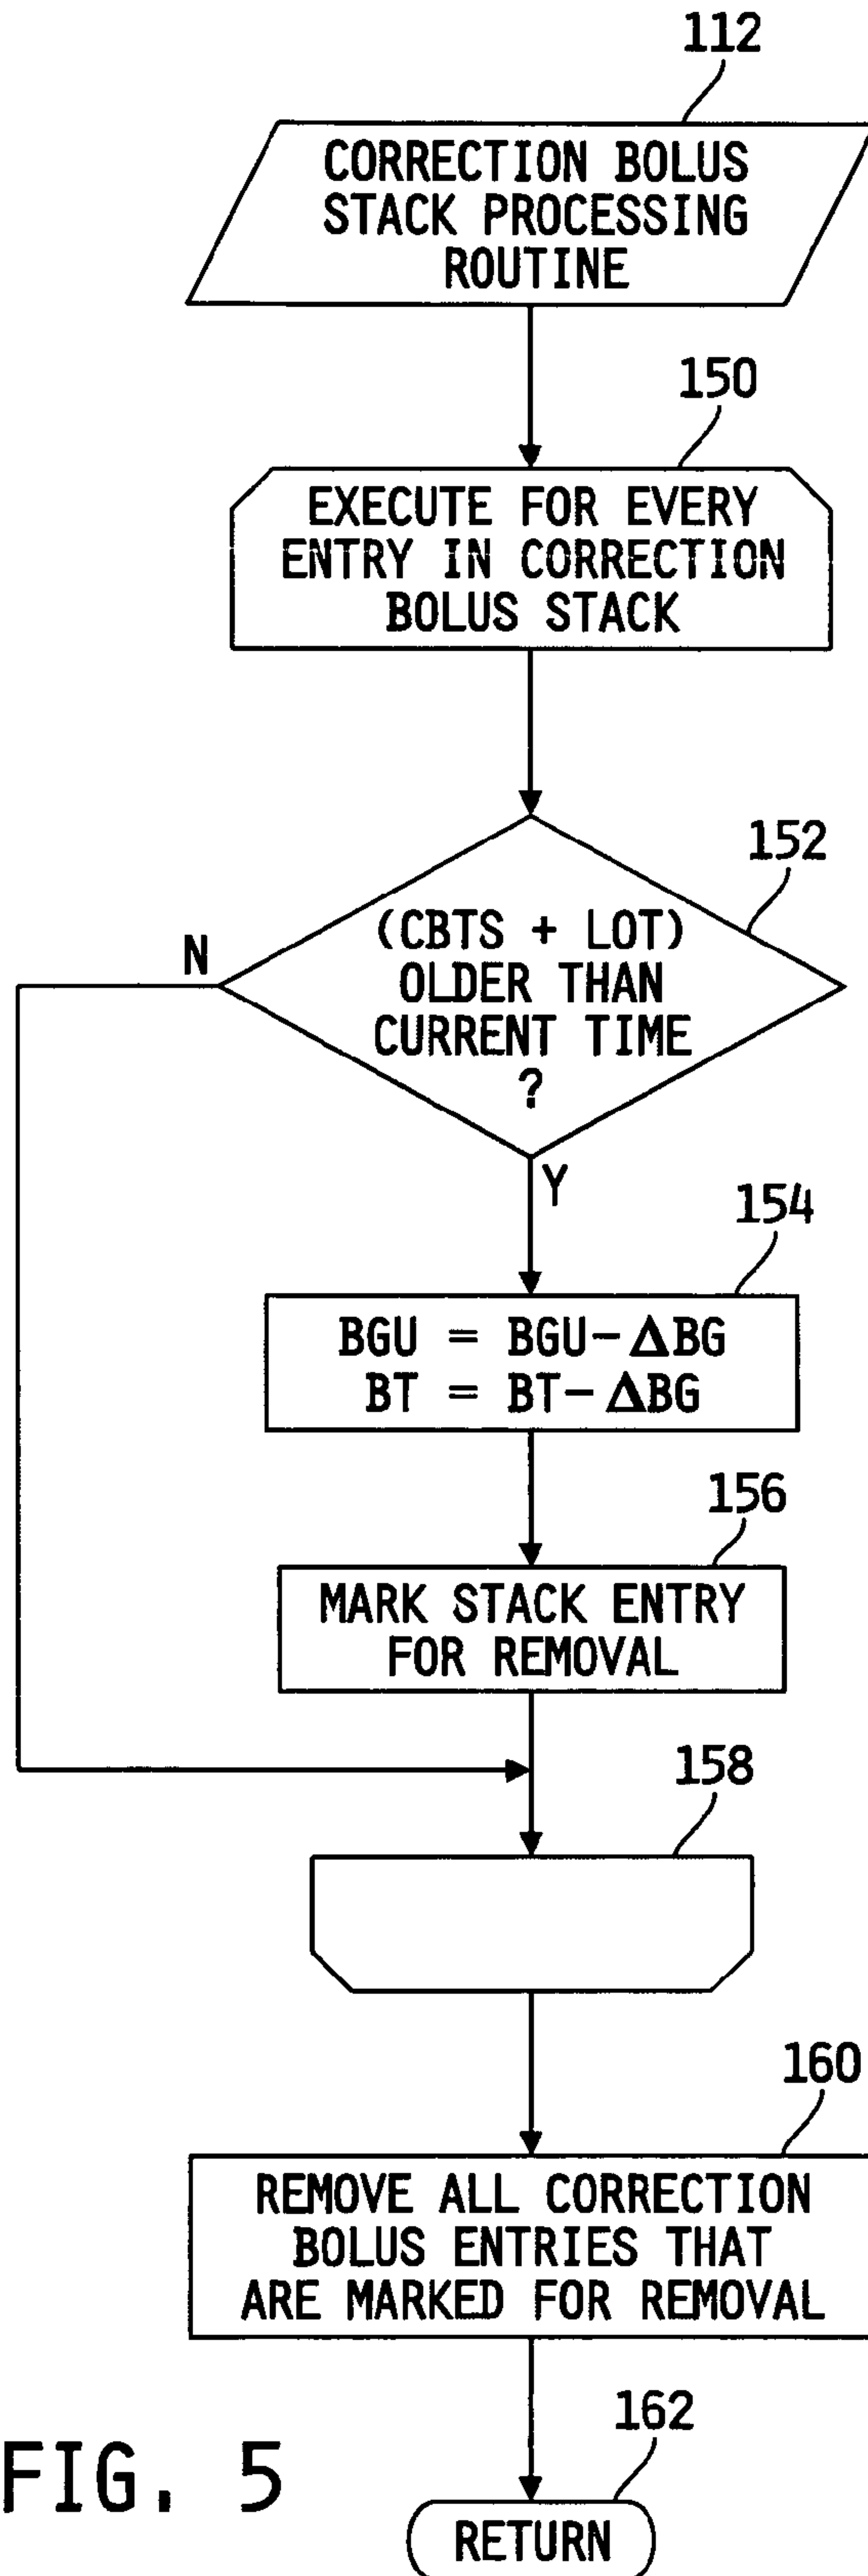 112
CORRECTION BOLUS
STACK PROCESSING
ROUTINE
150
EXECUTE FOR EVERY
ENTRY IN CORRECTION
BOLUS STACK
152
(CBTS + LOT)
OLDER THAN
CURRENT TIME
?
N
Y
154
BGU = BGU-ΔBG
BT = BT-ΔBG
156
MARK STACK ENTRY
FOR REMOVAL
158
160
REMOVE ALL CORRECTION
BOLUS ENTRIES THAT
ARE MARKED FOR REMOVAL
162
RETURN
FIG. 5